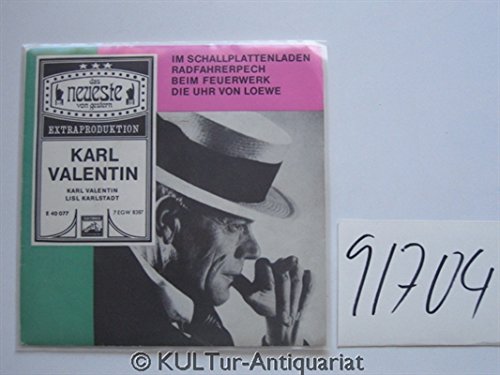 IM SCHALLPLATTENLADEN
RADFAHRERPECH
BEIM FEUERWERK
DIE UHR VON LOEWE
das
neueste
von gestern
EXTRAPRODUKTION
KARL
VALENTIN
KARL VALENTIN
LISL KARLSTADT
E 40 077
7 EGW 8397
91704
© KULTur-Antiquariat